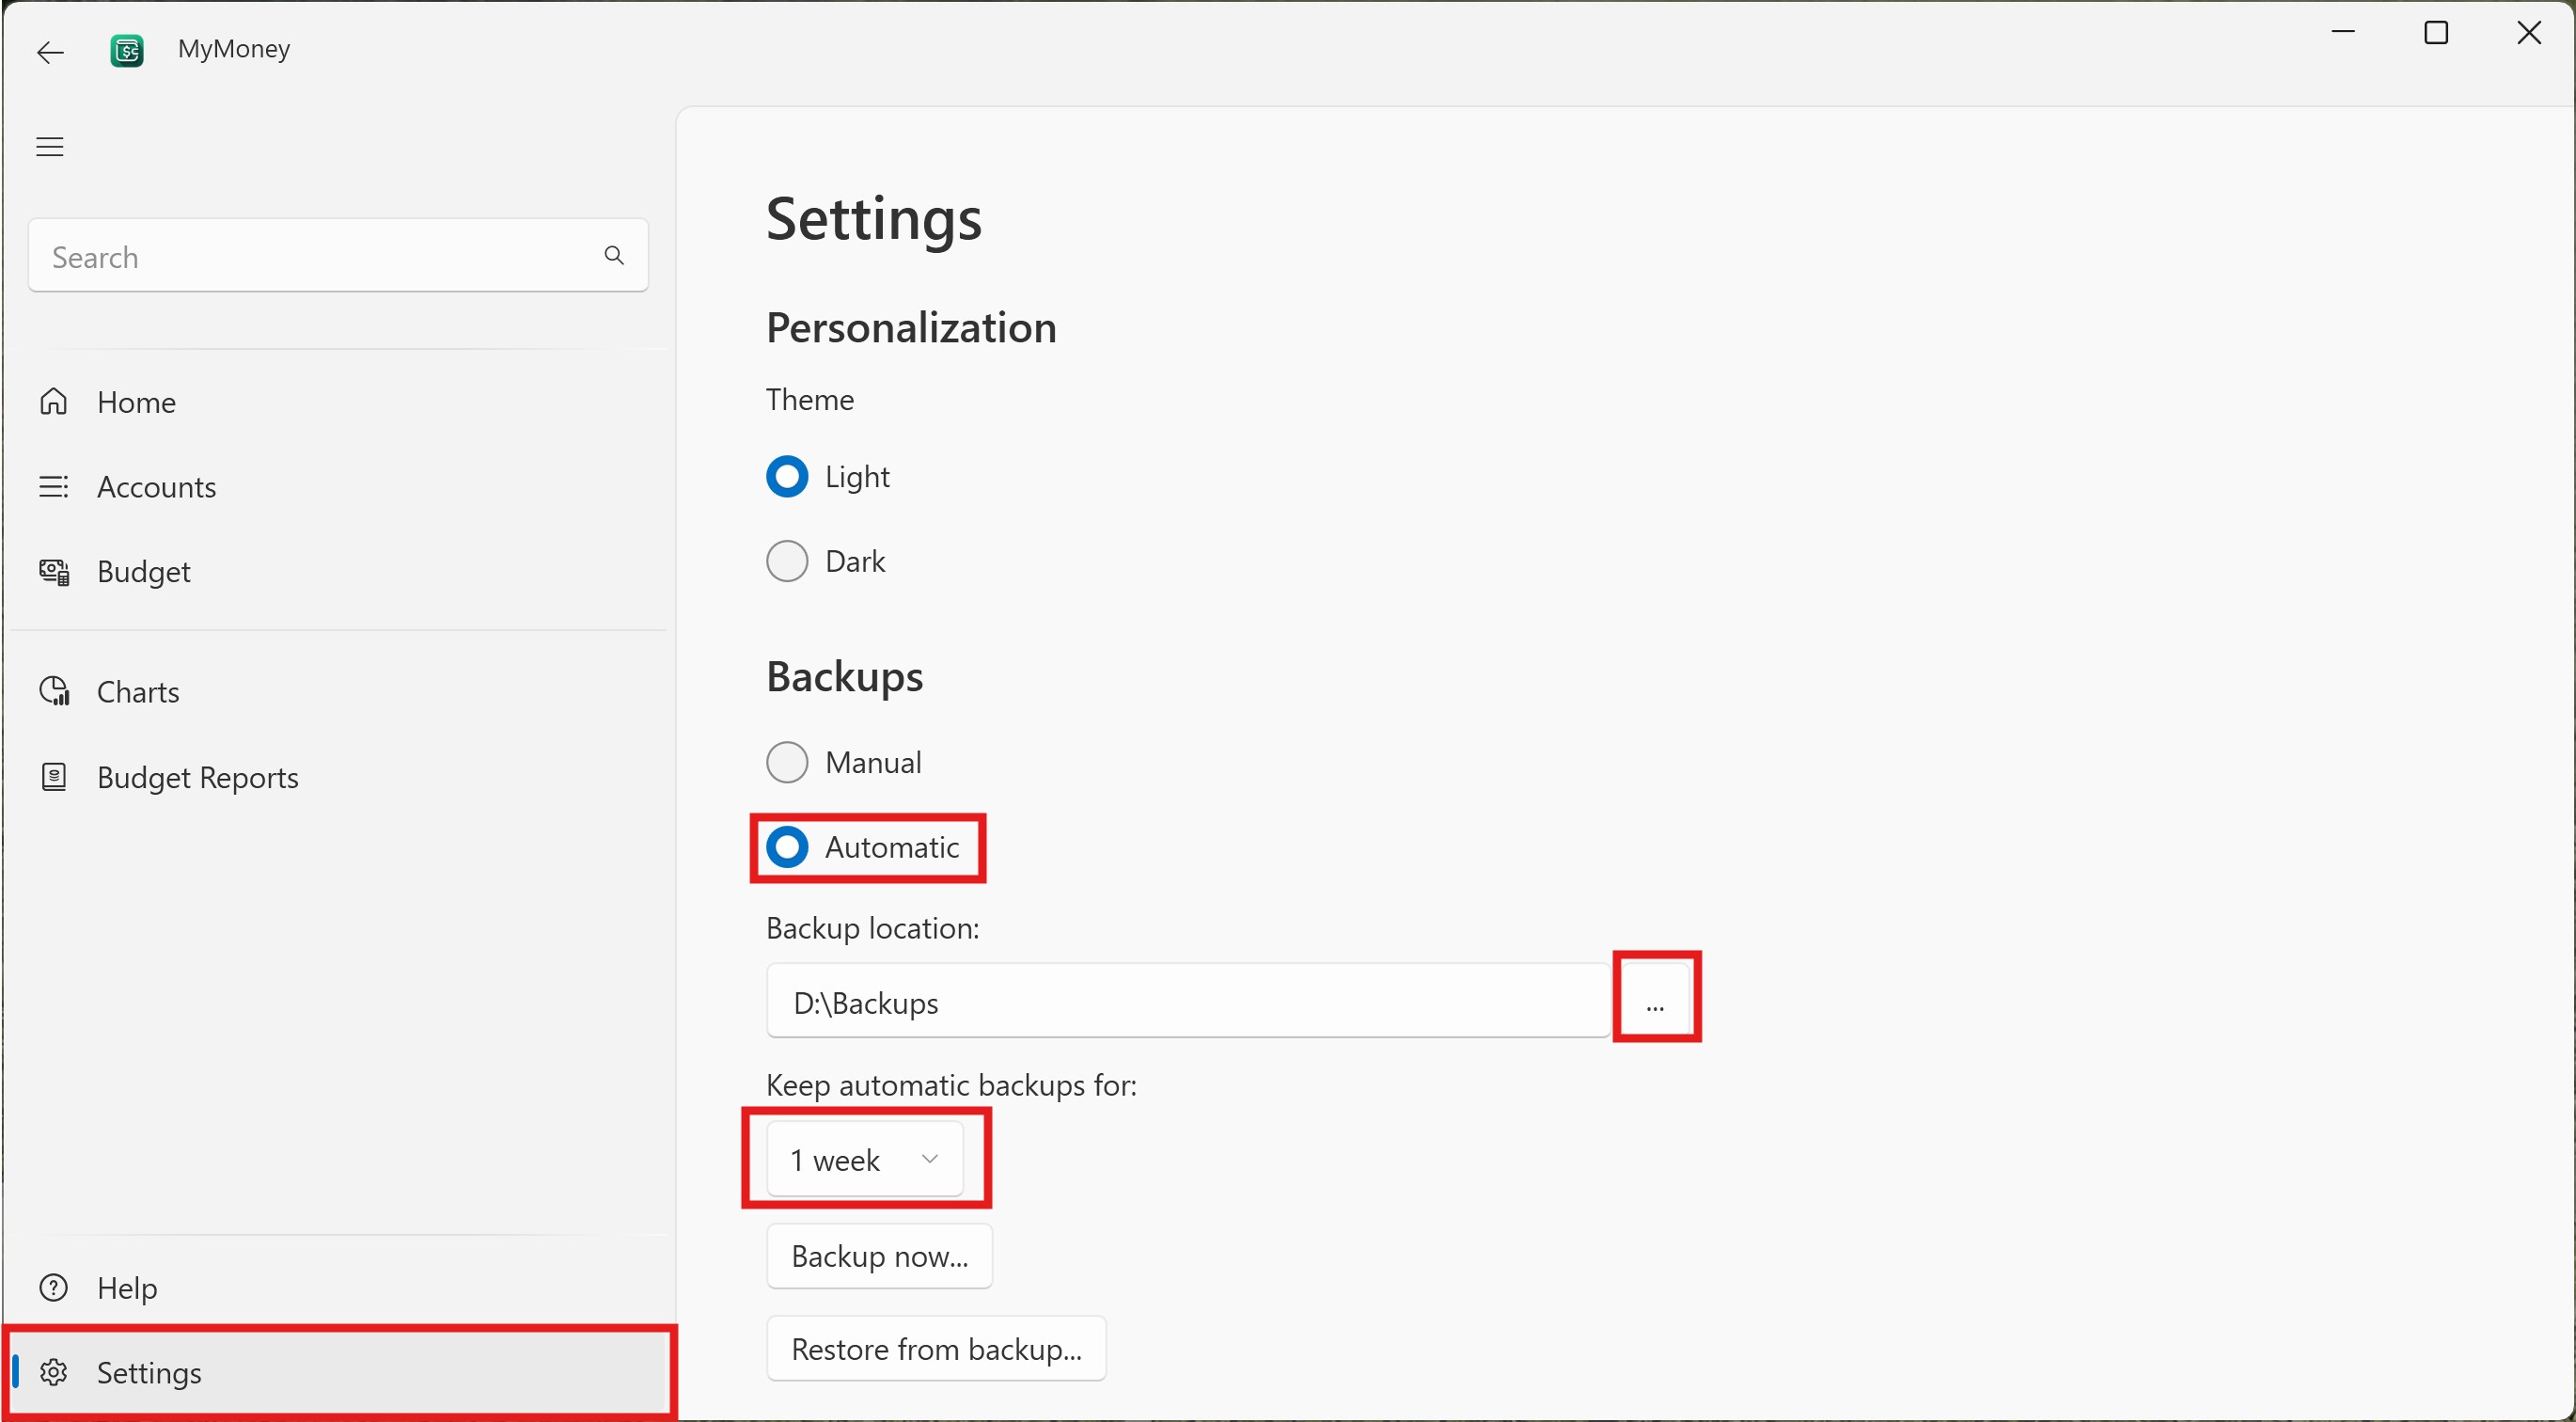 MyMoney
Search
Home
Accounts
Budget
Charts
Budget Reports
Help
Settings
Settings
Personalization
Theme
Light
Dark
Backups
Manual
Automatic
Backup location:
D:\Backups
...
Keep automatic backups for:
1 week
Backup now...
Restore from backup...